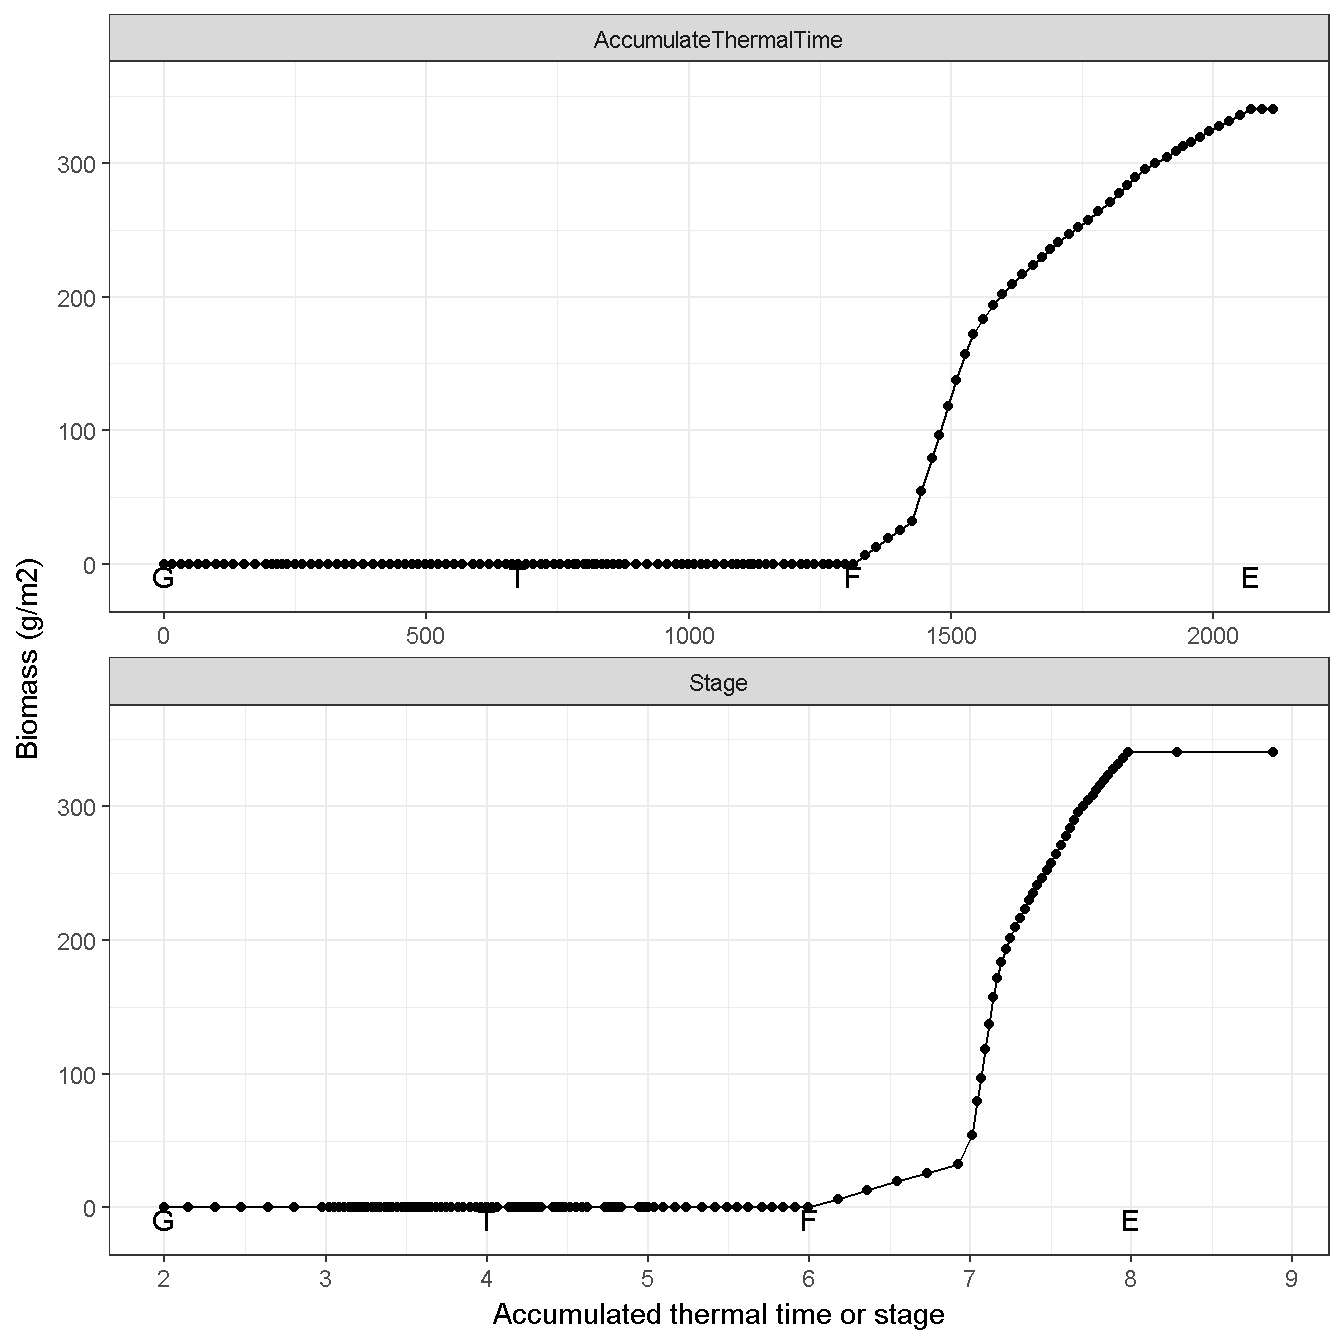 AccumulateThermalTime
300
200
100
0
G I F E
0 500 1000 1500 2000
Biomass (g/m2)
Stage
300
200
100
0
G I F E
2 3 4 5 6 7 8 9
Accumulated thermal time or stage